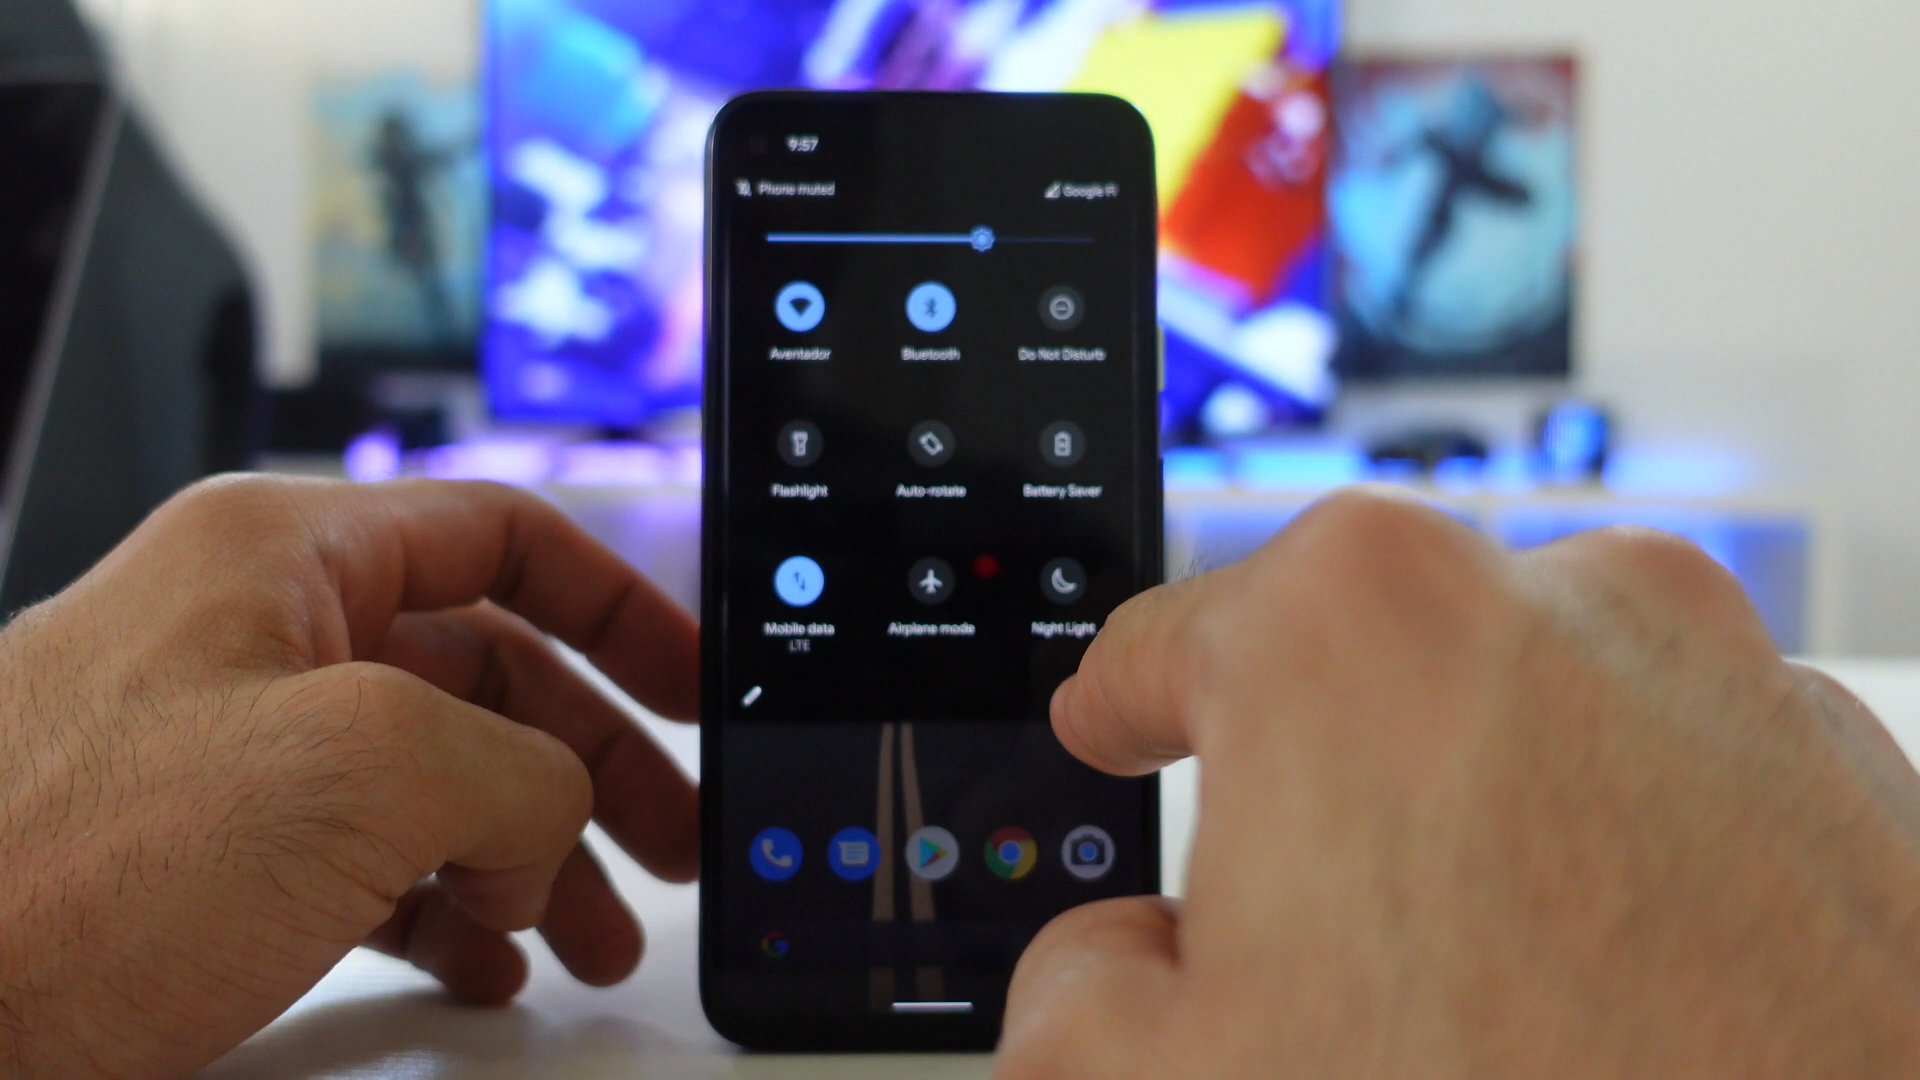 9:57
Phone muted
Google Fi
Aventador
Bluetooth
Do Not Disturb
Flashlight
Auto-rotate
Battery Saver
Mobile data
LTE
Airplane mode
Night Light
G